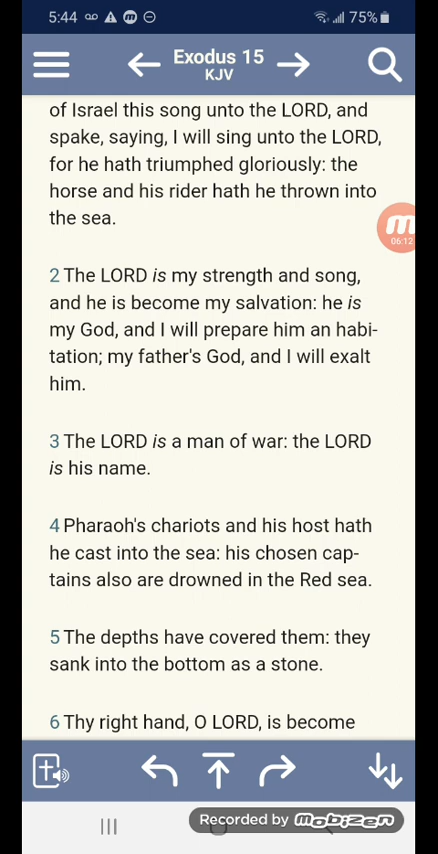 5:44
75%
Exodus 15
KJV
of Israel this song unto the LORD, and
spake, saying, I will sing unto the LORD,
for he hath triumphed gloriously: the
horse and his rider hath he thrown into
the sea.
06:12
2 The LORD is my strength and song,
and he is become my salvation: he is
my God, and I will prepare him an habi-
tation; my father's God, and I will exalt
him.
3 The LORD is a man of war: the LORD
is his name.
4 Pharaoh's chariots and his host hath
he cast into the sea: his chosen cap-
tains also are drowned in the Red sea.
5 The depths have covered them: they
sank into the bottom as a stone.
6 Thy right hand, O LORD, is become
Recorded by mobizen